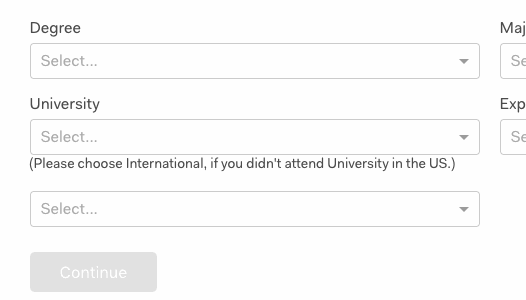 Degree
Maj
Select...
Se
University
Exp
Select...
Se
(Please choose International, if you didn't attend University in the US.)
Select...
Continue